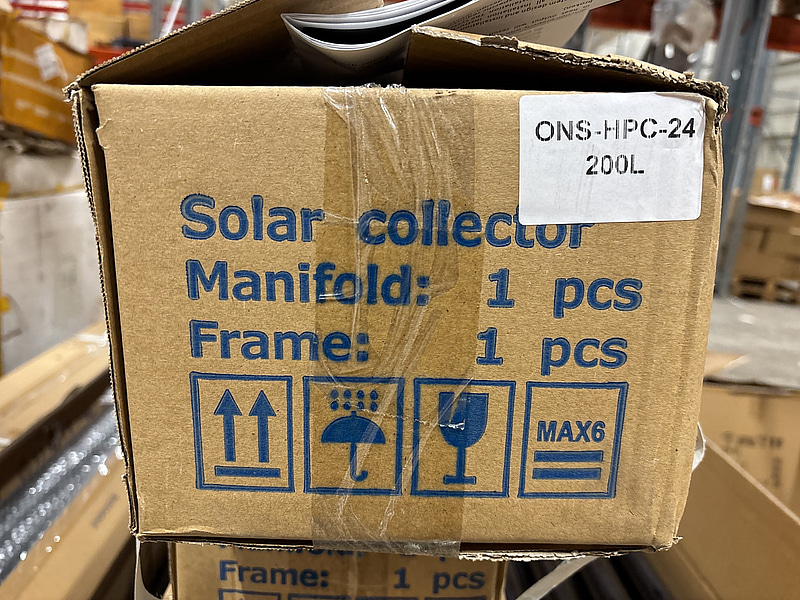 ONS-HPC-24
200L
Solar collector
Manifold: 1 pcs
Frame: 1 pcs
MAX6
Frame: 1 pcs